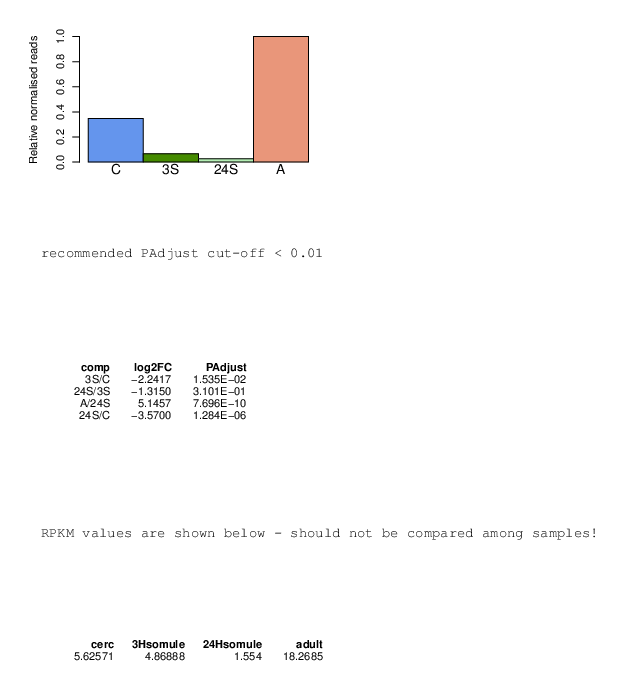 Relative normalised reads
1.0
0.8
0.6
0.4
0.2
0.0
C 3S 24S A
recommended PAdjust cut-off < 0.01
comp log2FC PAdjust
3S/C −2.2417 1.535E−02
24S/3S −1.3150 3.101E−01
A/24S 5.1457 7.696E−10
24S/C −3.5700 1.284E−06
RPKM values are shown below - should not be compared among samples!
cerc 3Hsomule 24Hsomule adult
5.62571 4.86888 1.554 18.2685